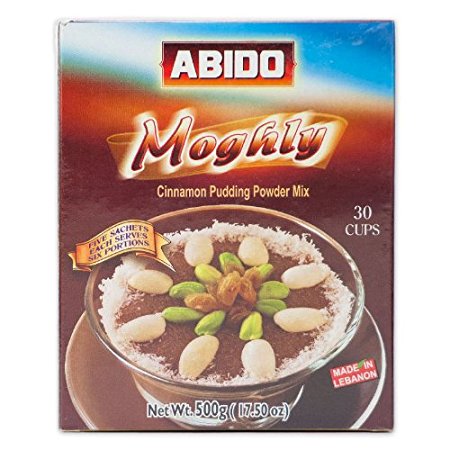 ABIDO
Moghly
Cinnamon Pudding Powder Mix
30
CUPS
FIVE SACHETS
EACH SERVES
SIX PORTIONS
MADE IN
LEBANON
Net Wt. 500g ( 17.50 oz)